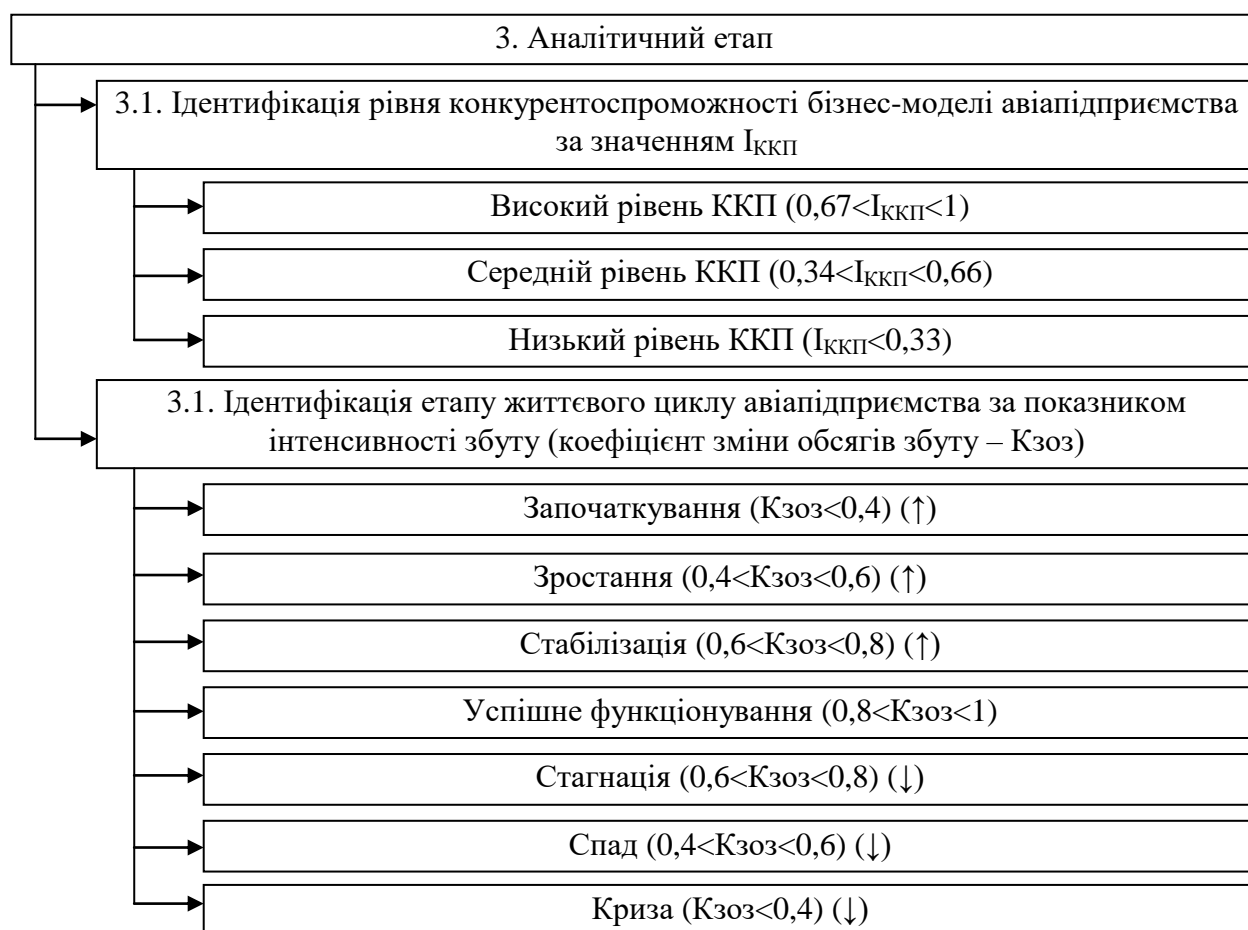 3. Аналітичний етап
3.1. Ідентифікація рівня конкурентоспроможності бізнес-моделі авіапідприємства
за значенням ІККП
Високий рівень ККП (0,67<ІККП<1)
Середній рівень ККП (0,34<ІККП<0,66)
Низький рівень ККП (ІККП<0,33)
3.1. Ідентифікація етапу життєвого циклу авіапідприємства за показником
інтенсивності збуту (коефіцієнт зміни обсягів збуту – Кзоз)
Започаткування (Кзоз<0,4) (↑)
Зростання (0,4<Кзоз<0,6) (↑)
Стабілізація (0,6<Кзоз<0,8) (↑)
Успішне функціонування (0,8<Кзоз<1)
Стагнація (0,6<Кзоз<0,8) (↓)
Спад (0,4<Кзоз<0,6) (↓)
Криза (Кзоз<0,4) (↓)